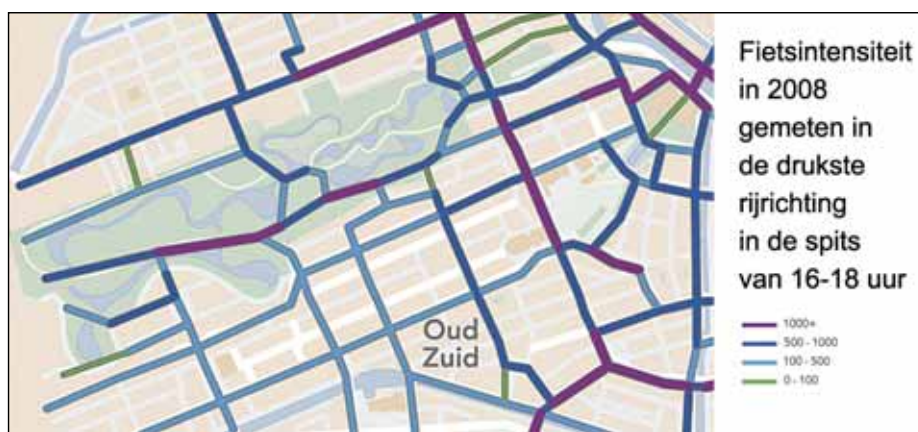 Oud
Zuid
Fietsintensiteit
in 2008
gemeten in
de drukste
rijrichting
in de spits
van 16-18 uur
1000+
500 - 1000
100 - 500
0 - 100